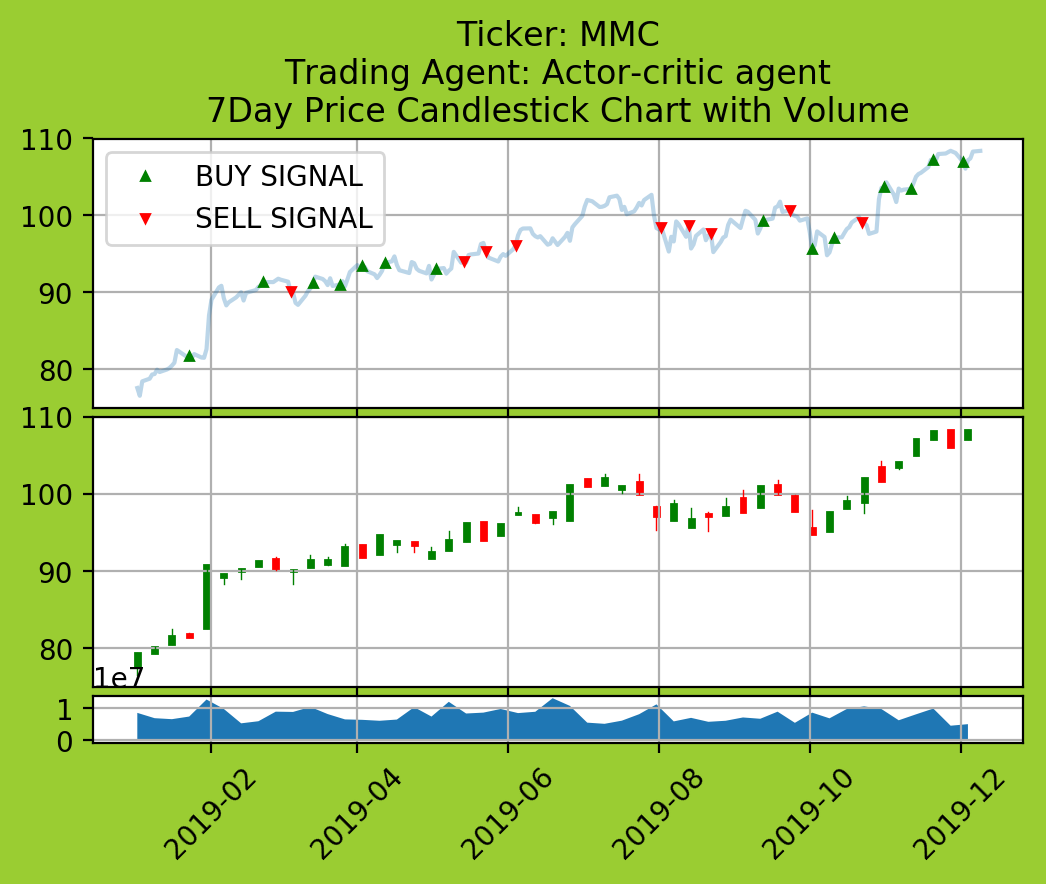 Ticker: MMC
Trading Agent: Actor-critic agent
7Day Price Candlestick Chart with Volume
110
BUY SIGNAL
SELL SIGNAL
100
90
80
110
100
90
80
1e7
1
0
2019-02
2019-04
2019-06
2019-08
2019-10
2019-12